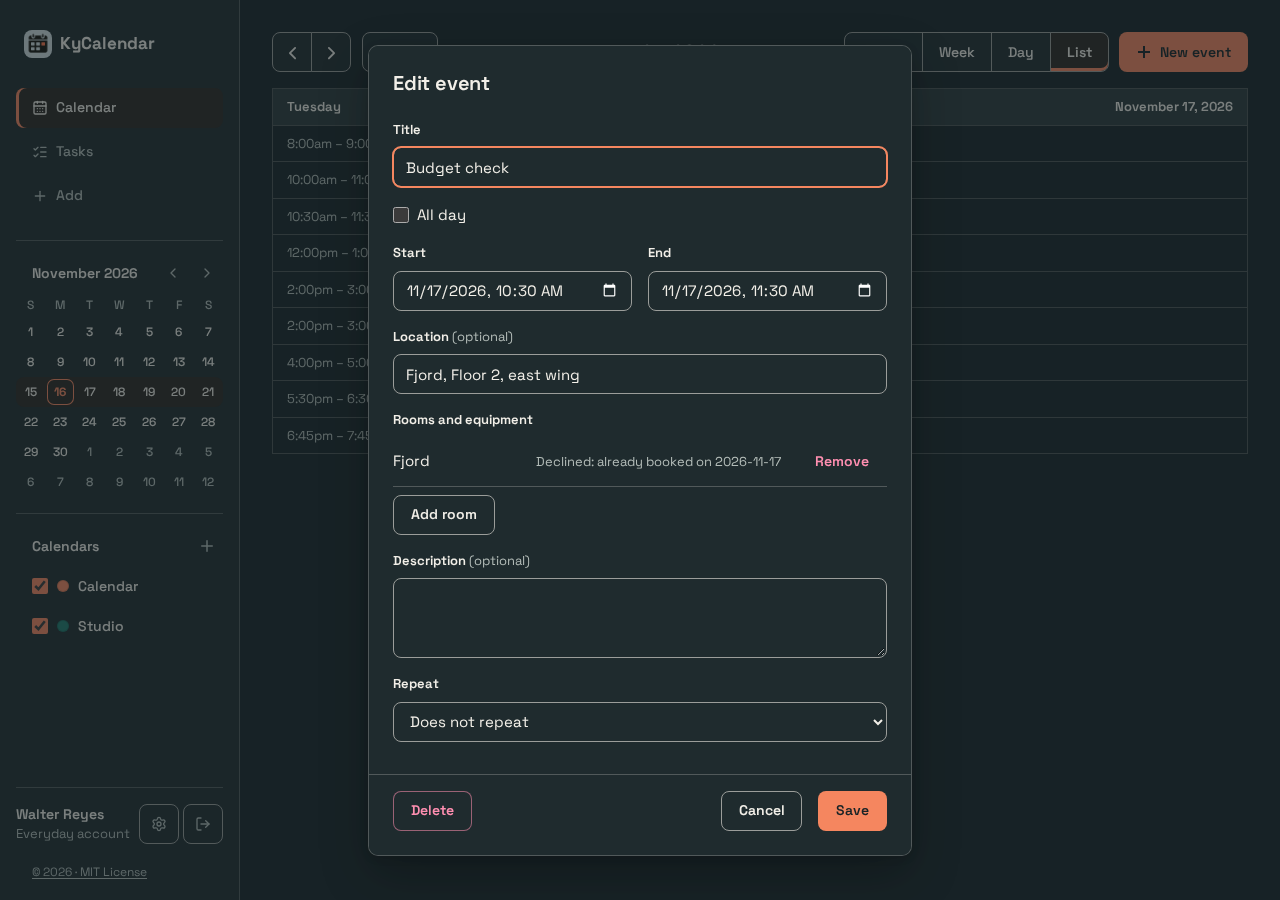 KyCalendar
Week Day List New event
Calendar
Tasks
Add
November 2026
S M T W T F S
1 2 3 4 5 6 7
8 9 10 11 12 13 14
15 16 17 18 19 20 21
22 23 24 25 26 27 28
29 30 1 2 3 4 5
6 7 8 9 10 11 12
Calendars
Calendar
Studio
Walter Reyes
Everyday account
© 2026 · MIT License
Tuesday November 17, 2026
8:00am – 9:00
10:00am – 11:0
10:30am – 11:3
12:00pm – 1:0
2:00pm – 3:00
2:00pm – 3:00
4:00pm – 5:00
5:30pm – 6:30
6:45pm – 7:45
Edit event
Title
Budget check
All day
Start End
11/17/2026, 10:30 AM 11/17/2026, 11:30 AM
Location (optional)
Fjord, Floor 2, east wing
Rooms and equipment
Fjord Declined: already booked on 2026-11-17 Remove
Add room
Description (optional)
Repeat
Does not repeat
Delete Cancel Save